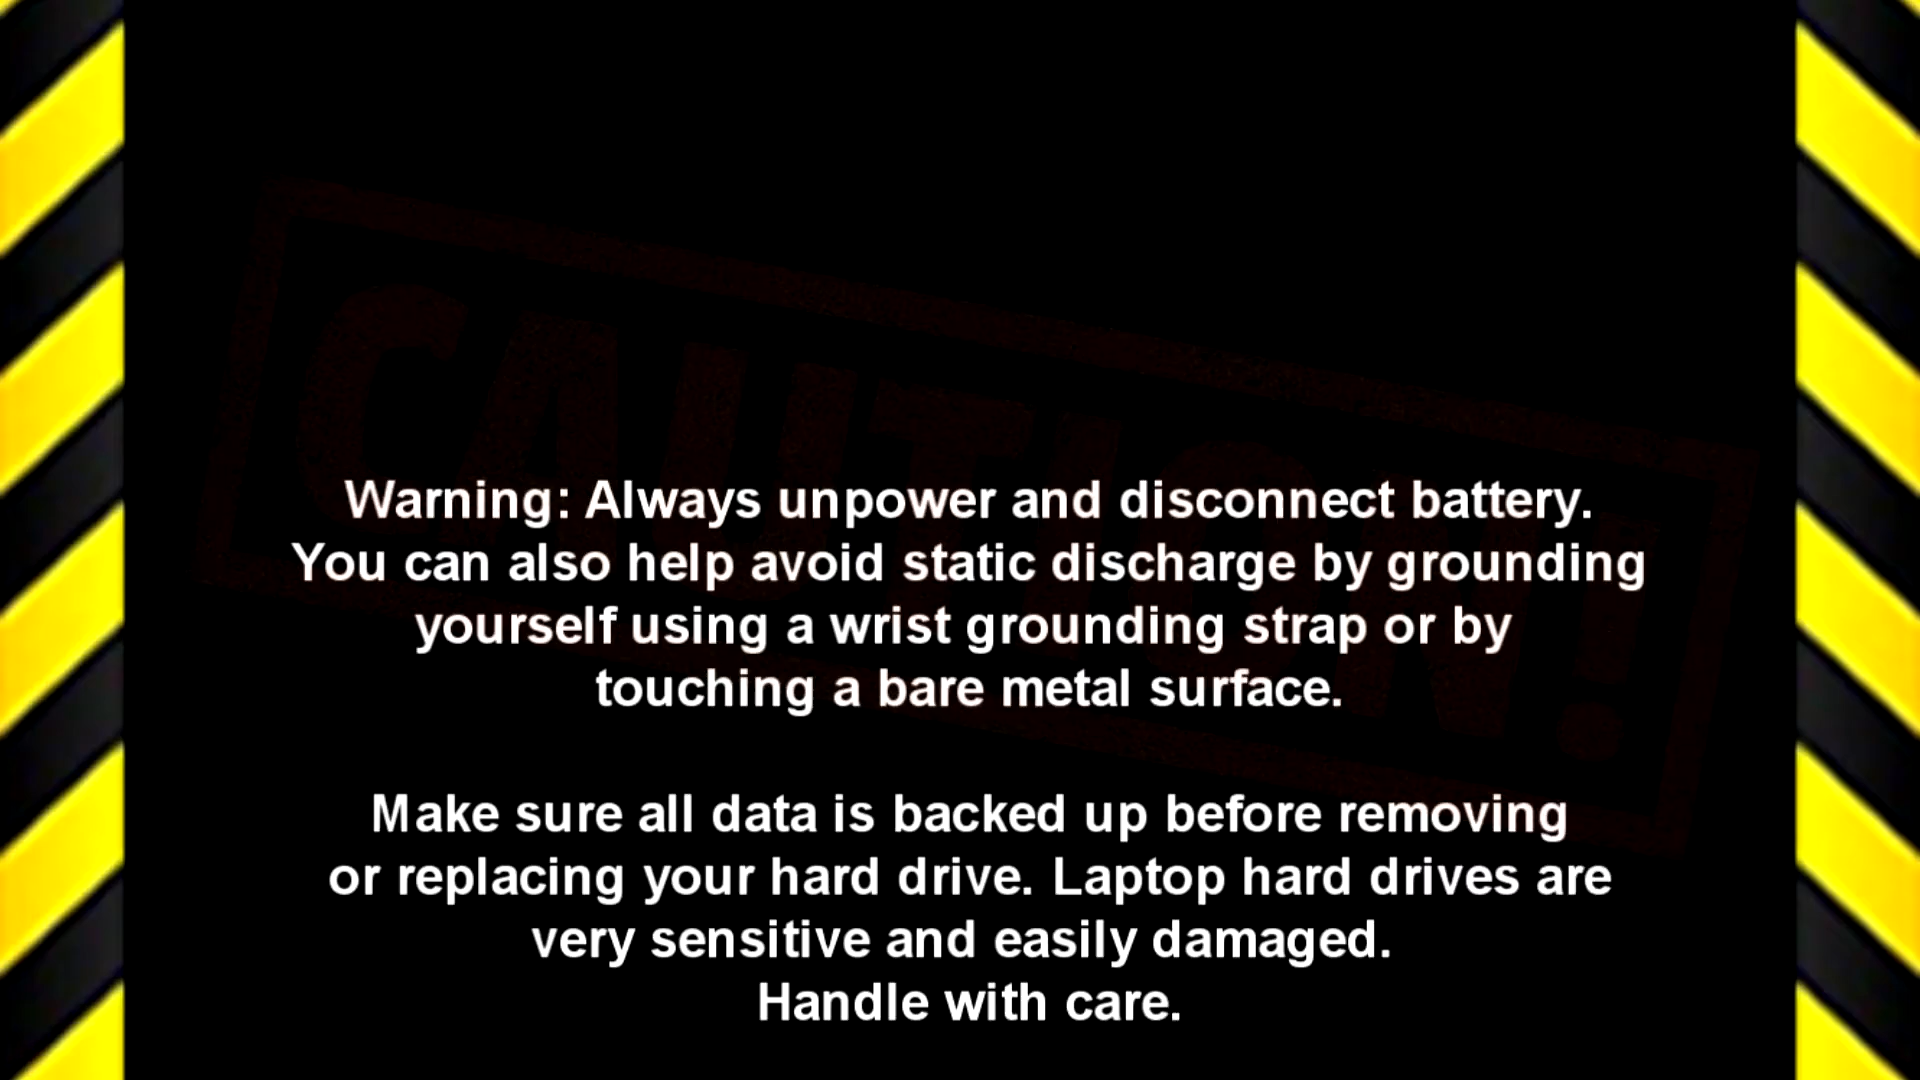 CAUTION!
Warning: Always unpower and disconnect battery.
You can also help avoid static discharge by grounding
yourself using a wrist grounding strap or by
touching a bare metal surface.
Make sure all data is backed up before removing
or replacing your hard drive. Laptop hard drives are
very sensitive and easily damaged.
Handle with care.